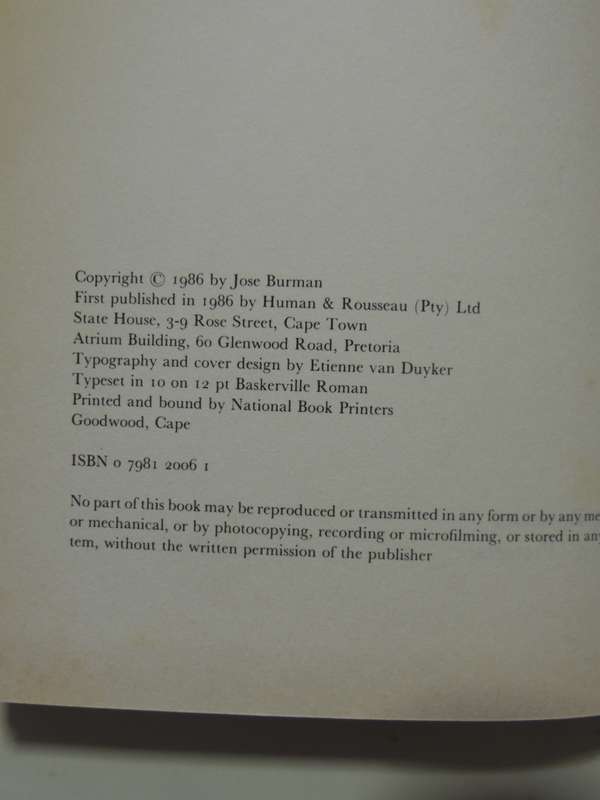 Copyright © 1986 by Jose Burman
First published in 1986 by Human & Rousseau (Pty) Ltd
State House, 3-9 Rose Street, Cape Town
Atrium Building, 60 Glenwood Road, Pretoria
Typography and cover design by Etienne van Duyker
Typeset in 10 on 12 pt Baskerville Roman
Printed and bound by National Book Printers
Goodwood, Cape
ISBN 0 7981 2006 1
No part of this book may be reproduced or transmitted in any form or by any me
or mechanical, or by photocopying, recording or microfilming, or stored in any
tem, without the written permission of the publisher